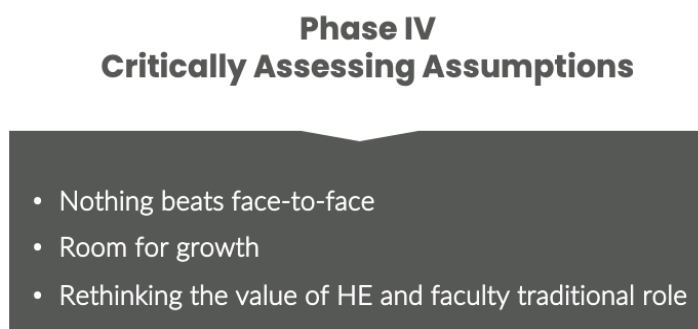 Phase IV
Critically Assessing Assumptions
• Nothing beats face-to-face
• Room for growth
• Rethinking the value of HE and faculty traditional role